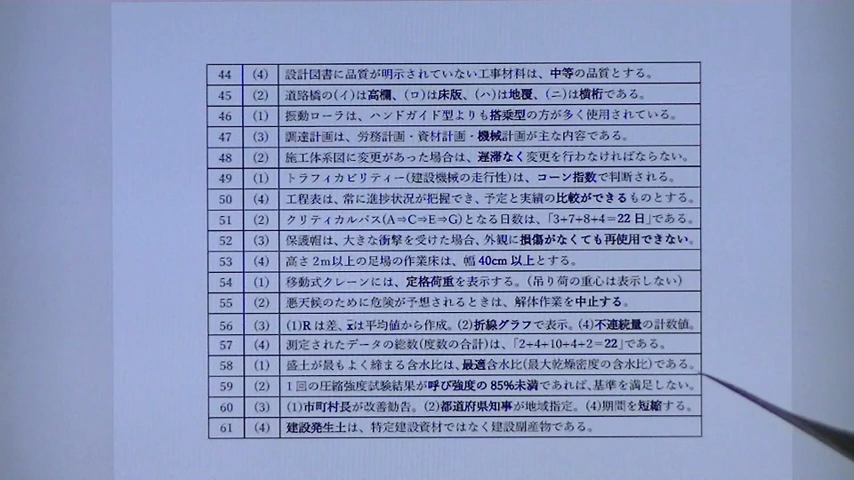 44 (4) 設計図書に品質が明示されていない工事材料は、中等の品質とする。
45 (2) 道路橋の(イ)は高欄、(ロ)は床版、(ハ)は地覆、(ニ)は横桁である。
46 (1) 振動ローラは、ハンドガイド型よりも搭乗型の方が多く使用されている。
47 (3) 調達計画は、労務計画・資材計画・機械計画が主な内容である。
48 (2) 施工体系図に変更があった場合は、遅滞なく変更を行わなければならない。
49 (1) トラフィカビリティー(建設機械の走行性)は、コーン指数で判断される。
50 (4) 工程表は、常に進捗状況が把握でき、予定と実績の比較ができるものとする。
51 (2) クリティカルパス(A⇒C⇒E⇒G)となる日数は、「3+7+8+4=22日」である。
52 (3) 保護帽は、大きな衝撃を受けた場合、外観に損傷がなくても再使用できない。
53 (4) 高さ2m以上の足場の作業床は、幅40cm以上とする。
54 (1) 移動式クレーンには、定格荷重を表示する。(吊り荷の重心は表示しない)
55 (2) 悪天候のために危険が予想されるときは、解体作業を中止する。
56 (3) (1)Rは差、x̄は平均値から作成。(2)折線グラフで表示。(4)不連続量の計数値。
57 (4) 測定されたデータの総数(度数の合計)は、「2+4+10+4+2=22」である。
58 (1) 盛土が最もよく締まる含水比は、最適含水比(最大乾燥密度の含水比)である。
59 (2) 1回の圧縮強度試験結果が呼び強度の85%未満であれば、基準を満足しない。
60 (3) (1)市町村長が改善勧告。(2)都道府県知事が地域指定。(4)期間を短縮する。
61 (4) 建設発生土は、特定建設資材ではなく建設副産物である。